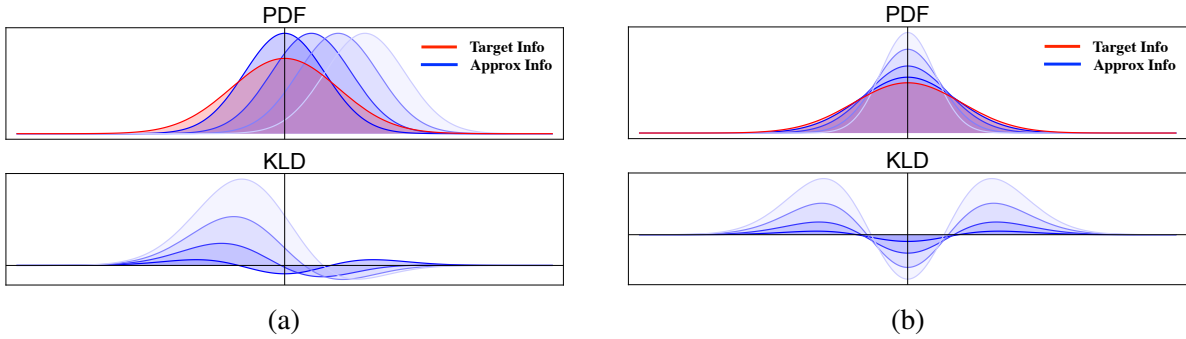 PDF
Target Info
Approx Info
KLD
(a)
PDF
Target Info
Approx Info
KLD
(b)